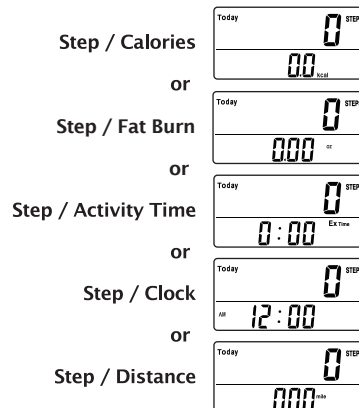 Today 0 STEP
Step / Calories
0.0 kcal
or
Today 0 STEP
Step / Fat Burn
0.00 oz
or
Today 0 STEP
Step / Activity Time
0:00 Ex Time
or
Today 0 STEP
Step / Clock
AM 12:00
or
Today 0 STEP
Step / Distance
0.00 mile